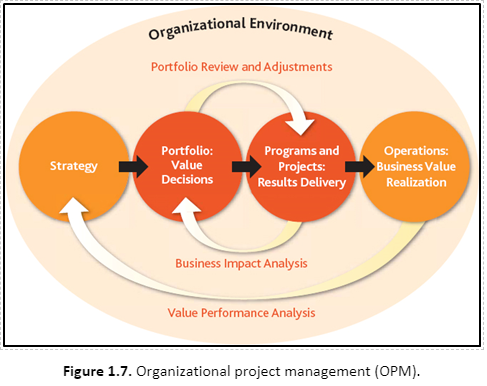 Organizational Environment
Portfolio Review and Adjustments
Strategy
Portfolio:
Value
Decisions
Programs and
Projects:
Results Delivery
Operations:
Business Value
Realization
Business Impact Analysis
Value Performance Analysis
Figure 1.7. Organizational project management (OPM).